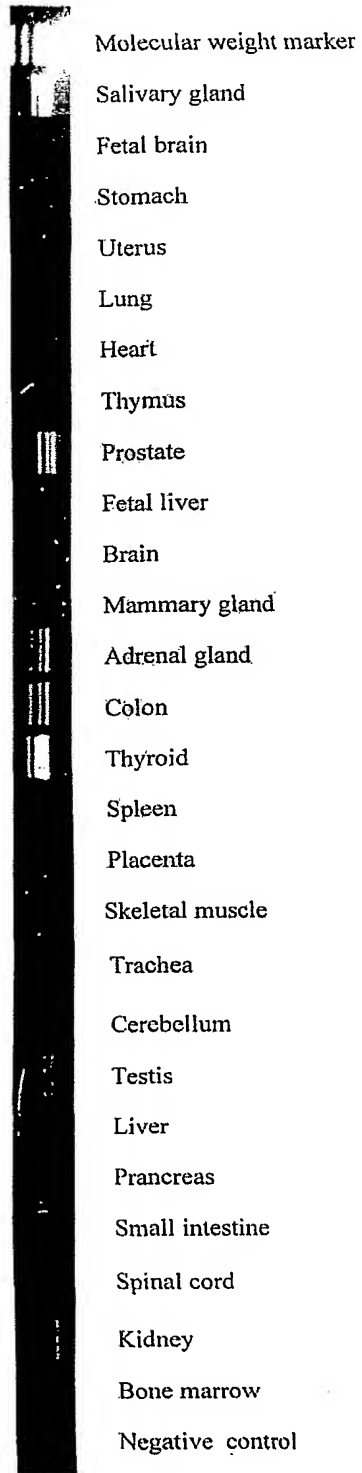 Molecular weight marker
Salivary gland
Fetal brain
Stomach
Uterus
Lung
Heart
Thymus
Prostate
Fetal liver
Brain
Mammary gland
Adrenal gland
Colon
Thyroid
Spleen
Placenta
Skeletal muscle
Trachea
Cerebellum
Testis
Liver
Prancreas
Small intestine
Spinal cord
Kidney
Bone marrow
Negative control